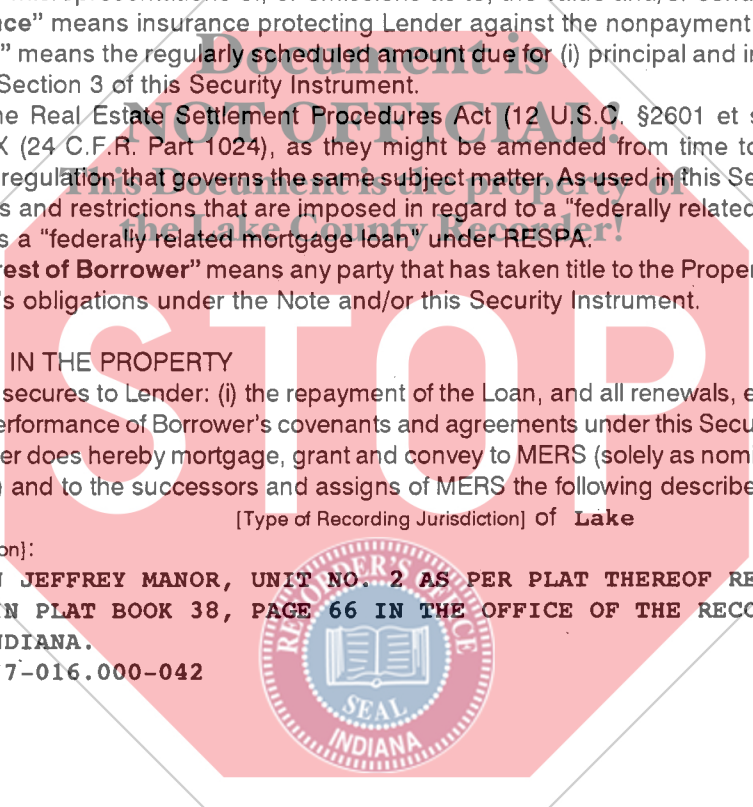 nce” means insurance protecting Lender against the nonpayment
” means the regularly scheduled amount due for (i) principal and in
Section 3 of this Security Instrument.
he Real Estate Settlement Procedures Act (12 U.S.C. §2601 et s
X (24 C.F.R. Part 1024), as they might be amended from time to
regulation that governs the same subject matter. As used in this Se
s and restrictions that are imposed in regard to a "federally related
s a "federally related mortgage loan" under RESPA.
rest of Borrower” means any party that has taken title to the Proper
’s obligations under the Note and/or this Security Instrument.
Document is
NOT OFFICIAL!
This Document is the property of
the Lake County Recorder!
STOP
IN THE PROPERTY
secures to Lender: (i) the repayment of the Loan, and all renewals, e
erformance of Borrower’s covenants and agreements under this Secu
er does hereby mortgage, grant and convey to MERS (solely as nomi
) and to the successors and assigns of MERS the following describe
[Type of Recording Jurisdiction] of Lake
on]:
N JEFFREY MANOR, UNIT NO. 2 AS PER PLAT THEREOF RE
IN PLAT BOOK 38, PAGE 66 IN THE OFFICE OF THE RECO
NDIANA.
7-016.000-042
RECORDER'S OFFICE
SEAL
INDIANA